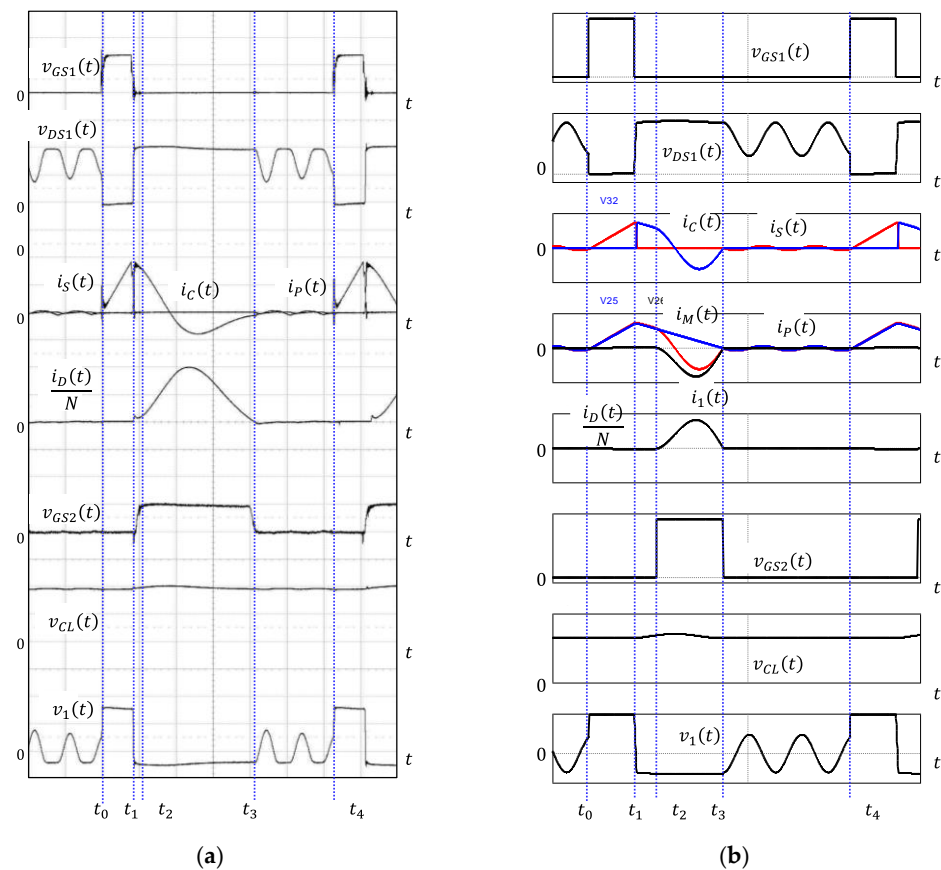 v_GS1(t)
0
t
v_DS1(t)
0
t
i_S(t)
i_C(t)
i_P(t)
0
t
i_D(t)/N
0
t
v_GS2(t)
0
t
v_CL(t)
0
t
v_1(t)
0
t
t_0 t_1 t_2 t_3 t_4
(a)
v_GS1(t)
t
v_DS1(t)
0
t
V32
i_C(t)
i_S(t)
0
t
V25
V26
i_M(t)
i_P(t)
0
t
i_1(t)
i_D(t)/N
0
t
v_GS2(t)
0
t
v_CL(t)
0
t
v_1(t)
0
t
t_0 t_1 t_2 t_3 t_4
(b)